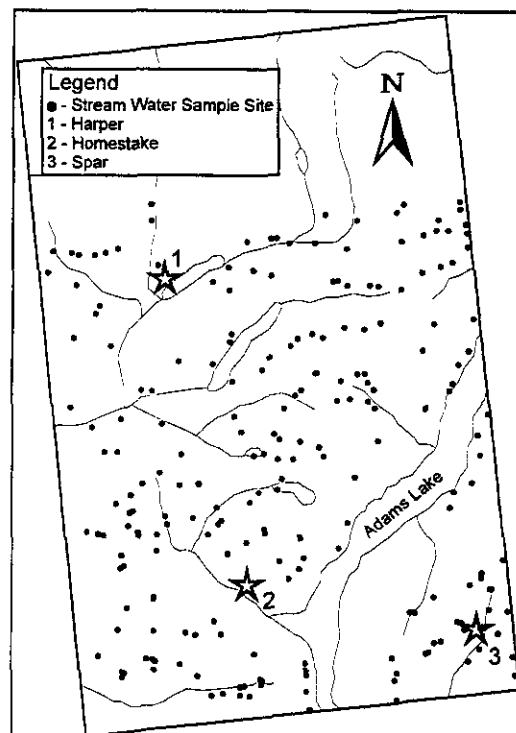 Legend
● - Stream Water Sample Site
1 - Harper
2 - Homestake
3 - Spar
N
1
Adams Lake
2
3